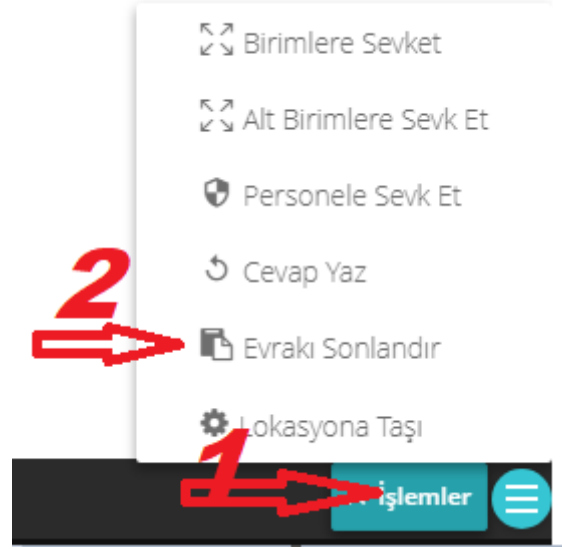 Birimlere Sevket
Alt Birimlere Sevk Et
Personele Sevk Et
Cevap Yaz
2
Evrakı Sonlandır
Lokasyona Taşı
1
İşlemler